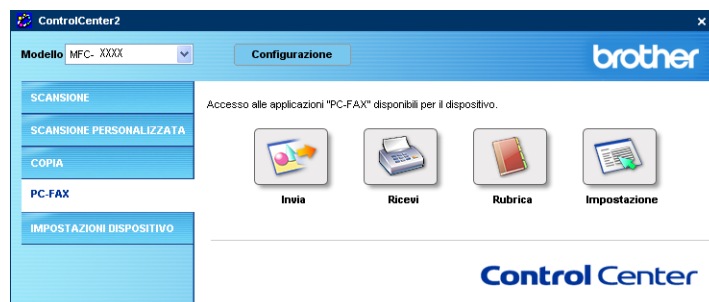 ControlCenter2
Modello MFC- XXXX Configurazione
brother
SCANSIONE
SCANSIONE PERSONALIZZATA
COPIA
PC-FAX
IMPOSTAZIONI DISPOSITIVO
Accesso alle applicazioni "PC-FAX" disponibili per il dispositivo.
Invia Ricevi Rubrica Impostazione
Control Center